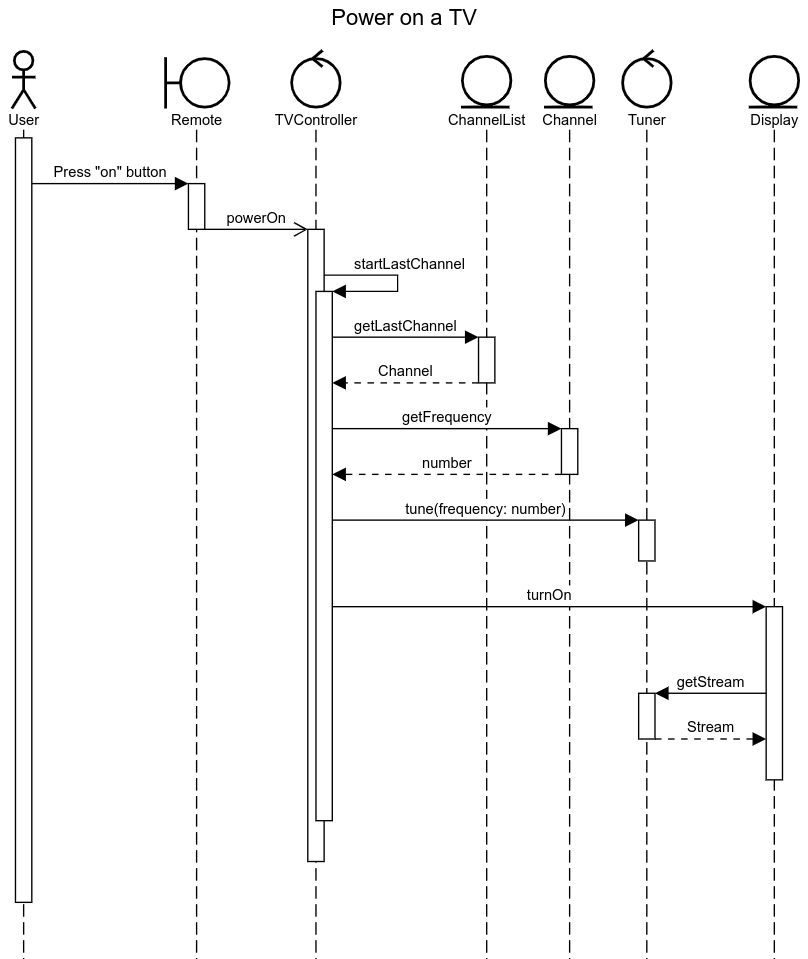 Power on a TV
User
Remote
TVController
ChannelList
Channel
Tuner
Display
Press "on" button
powerOn
startLastChannel
getLastChannel
Channel
getFrequency
number
tune(frequency: number)
turnOn
getStream
Stream